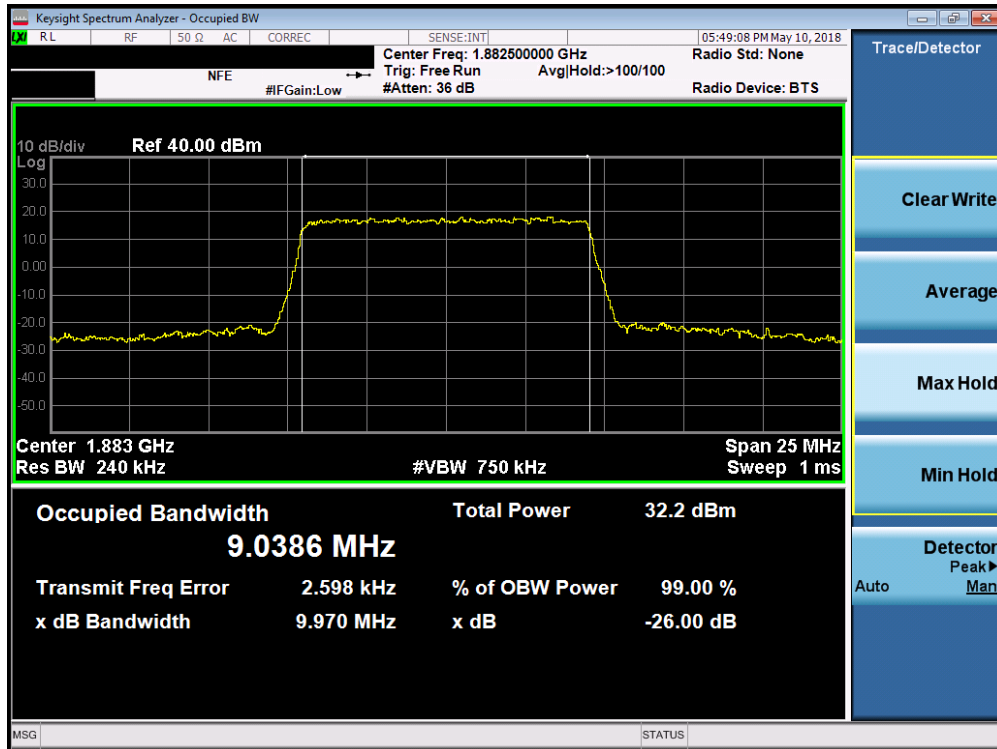 Keysight Spectrum Analyzer - Occupied BW
LXI RL RF 50 Ω AC CORREC SENSE:INT 05:49:08 PM May 10, 2018
Center Freq: 1.882500000 GHz Radio Std: None
NFE Trig: Free Run Avg|Hold:>100/100
#IFGain:Low #Atten: 36 dB Radio Device: BTS
Trace/Detector
10 dB/div Ref 40.00 dBm
Log
30.0
20.0
10.0
0.00
-10.0
-20.0
-30.0
-40.0
-50.0
Center 1.883 GHz Span 25 MHz
Res BW 240 kHz #VBW 750 kHz Sweep 1 ms
Occupied Bandwidth Total Power 32.2 dBm
9.0386 MHz
Transmit Freq Error 2.598 kHz % of OBW Power 99.00 %
x dB Bandwidth 9.970 MHz x dB -26.00 dB
Clear Write
Average
Max Hold
Min Hold
Detector
Peak▶
Auto Man
MSG STATUS